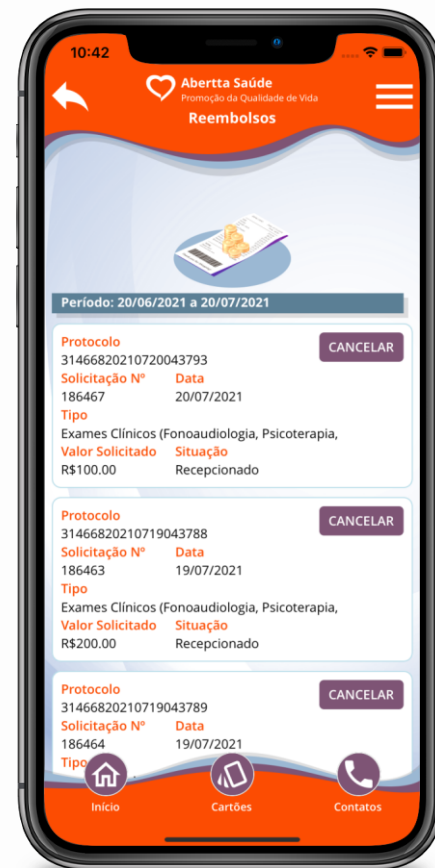 10:42
Abertta Saúde
Promoção da Qualidade de Vida
Reembolsos
Período: 20/06/2021 a 20/07/2021
Protocolo
CANCELAR
31466820210720043793
Solicitação Nº Data
186467 20/07/2021
Tipo
Exames Clínicos (Fonoaudiologia, Psicoterapia,
Valor Solicitado Situação
R$100.00 Recepcionado
Protocolo
CANCELAR
31466820210719043788
Solicitação Nº Data
186463 19/07/2021
Tipo
Exames Clínicos (Fonoaudiologia, Psicoterapia,
Valor Solicitado Situação
R$200.00 Recepcionado
Protocolo
CANCELAR
31466820210719043789
Solicitação Nº Data
186464 19/07/2021
Tipo
Início Cartões Contatos